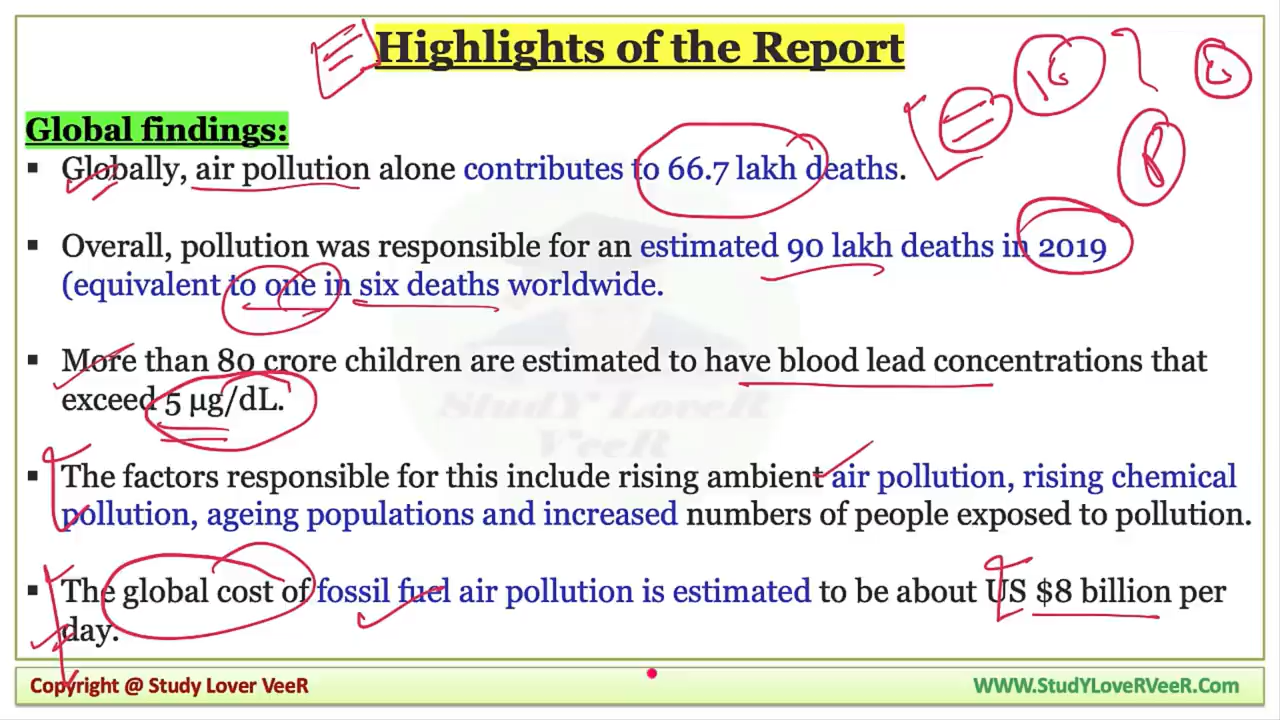 Highlights of the Report
Global findings:
▪ Globally, air pollution alone contributes to 66.7 lakh deaths.
▪ Overall, pollution was responsible for an estimated 90 lakh deaths in 2019
(equivalent to one in six deaths worldwide.
▪ More than 80 crore children are estimated to have blood lead concentrations that
exceed 5 µg/dL.
StudY LoveR
VeeR
▪ The factors responsible for this include rising ambient air pollution, rising chemical
pollution, ageing populations and increased numbers of people exposed to pollution.
▪ The global cost of fossil fuel air pollution is estimated to be about US $8 billion per
day.
Copyright @ Study Lover VeeR
WWW.StudYLoveRVeeR.Com